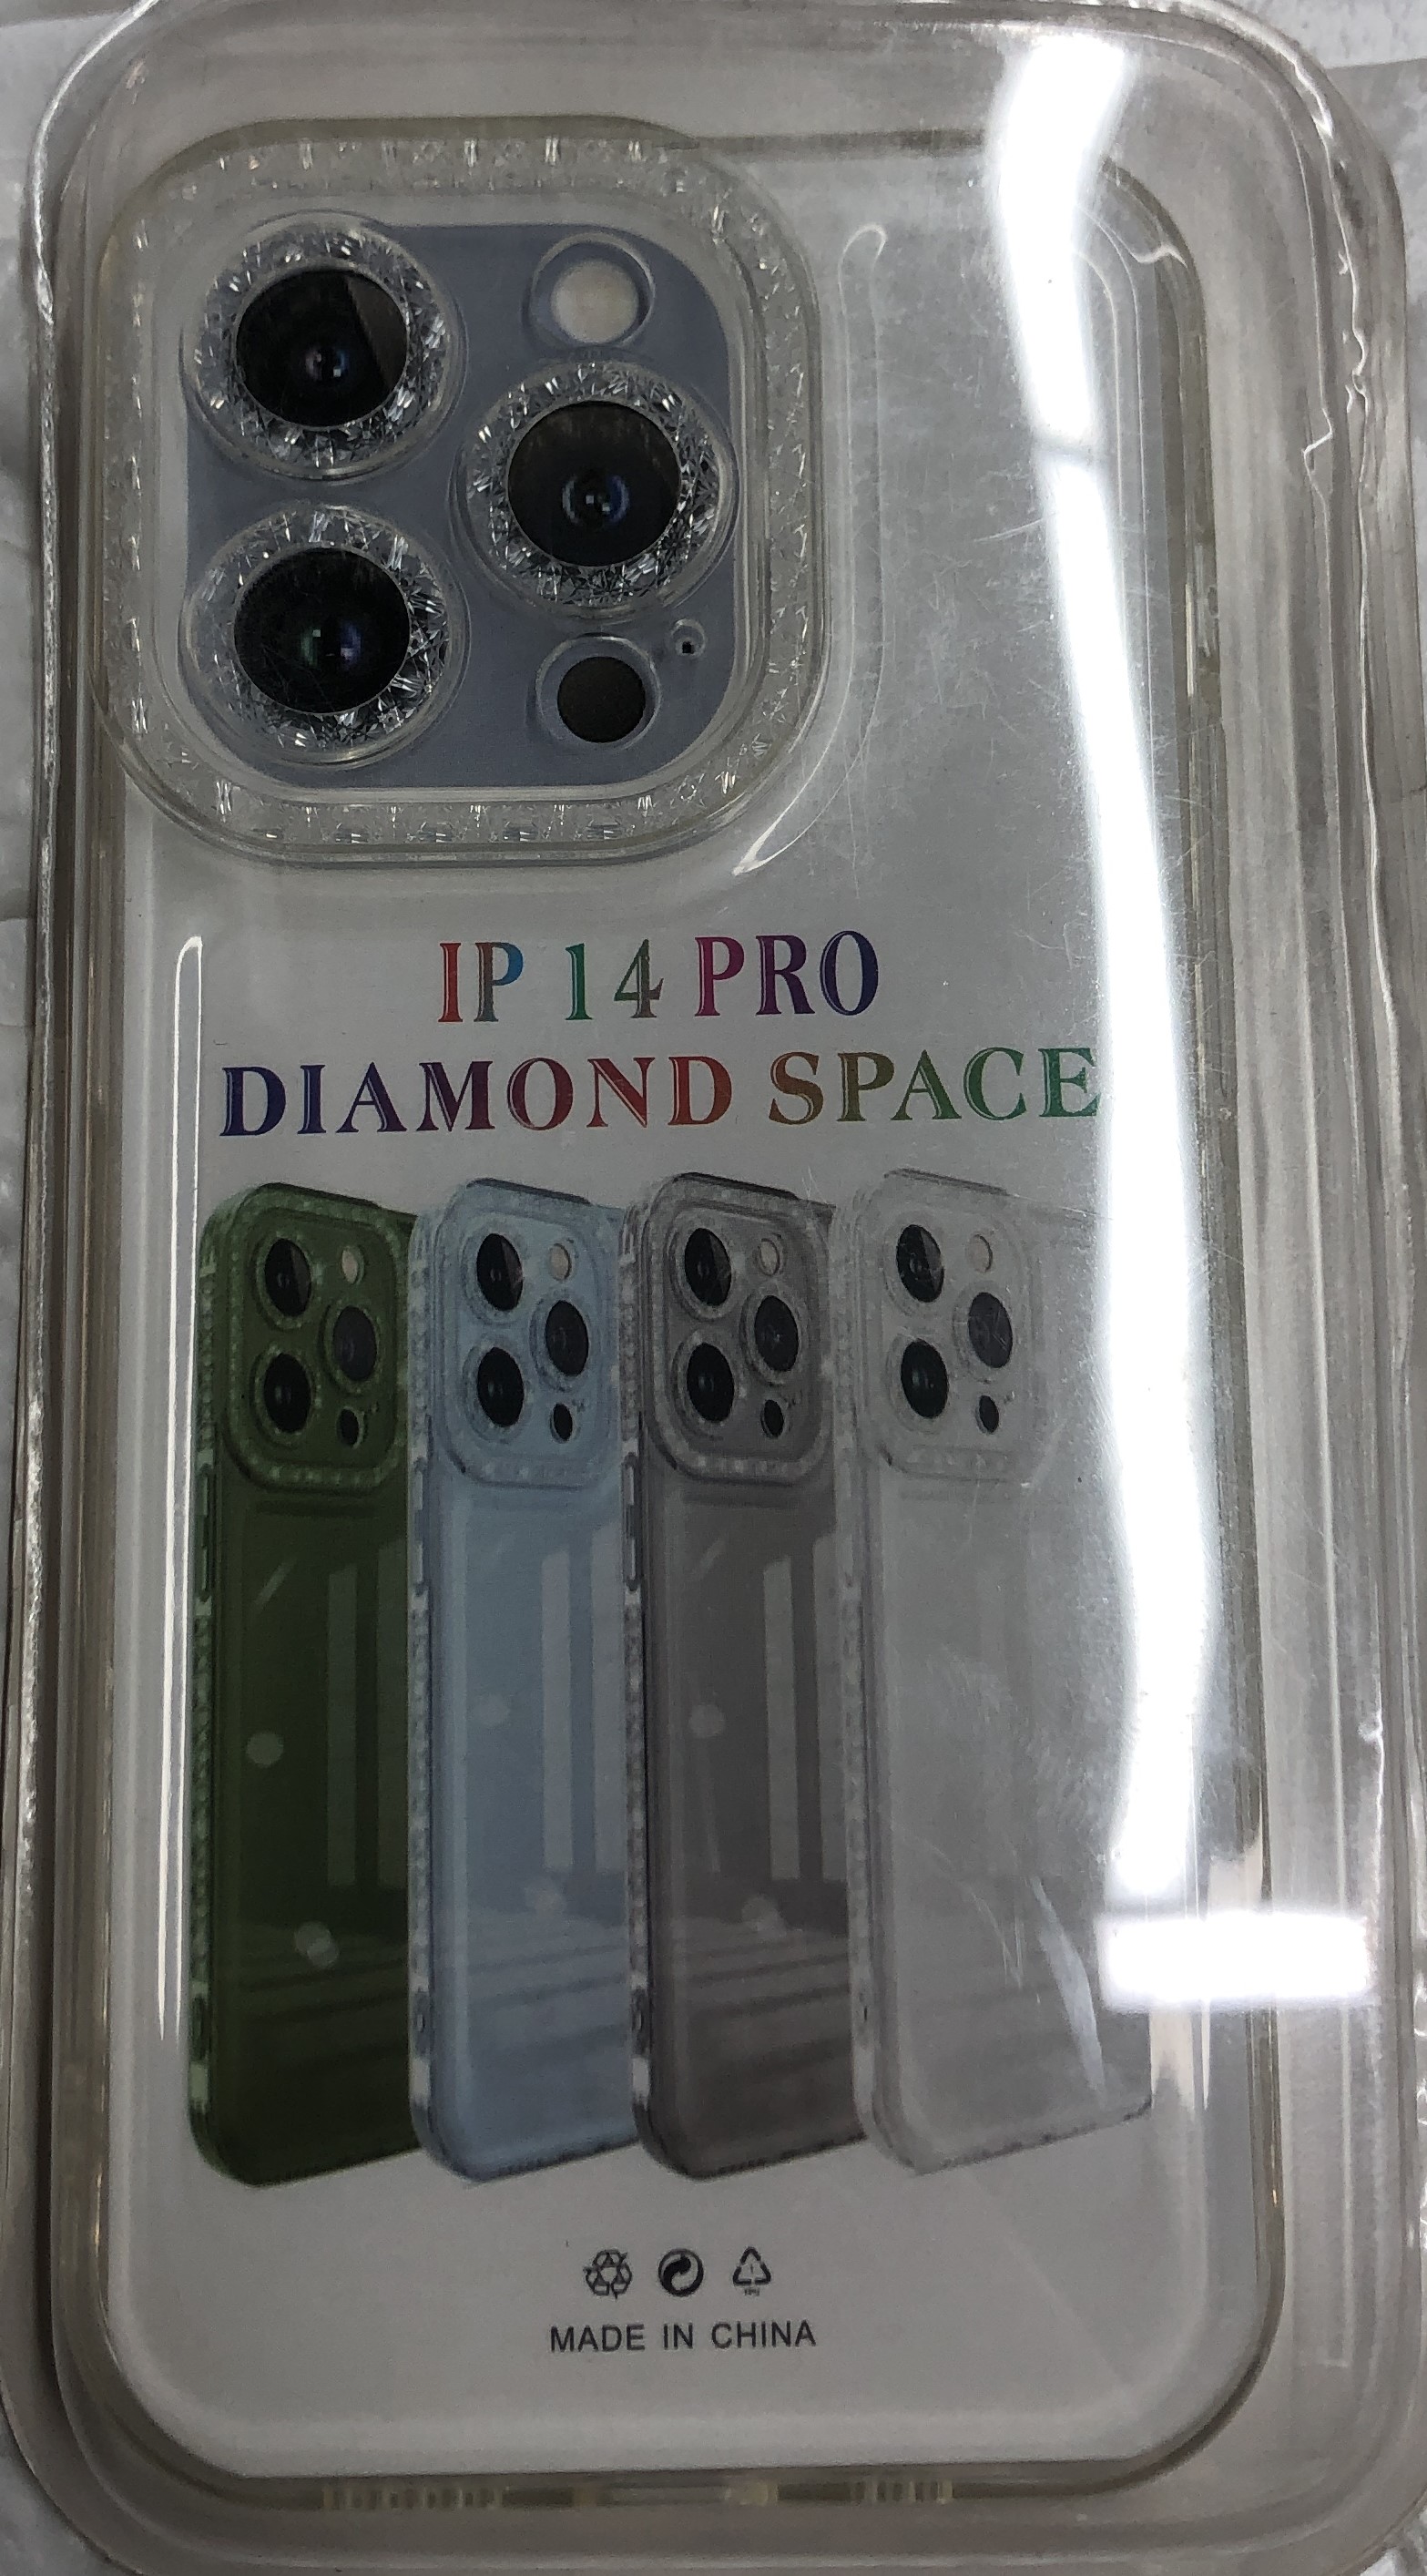 IP 14 PRO
DIAMOND SPACE
MADE IN CHINA